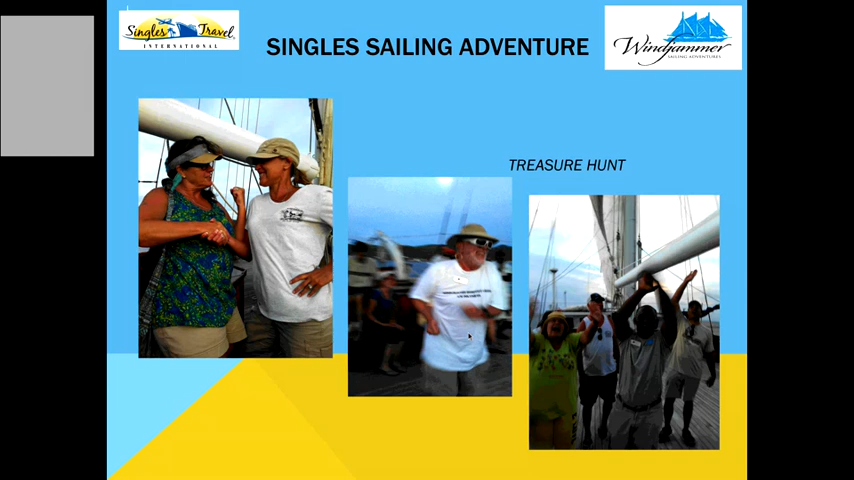 Singles Travel
INTERNATIONAL
SINGLES SAILING ADVENTURE
Windjammer
SAILING ADVENTURES
TREASURE HUNT